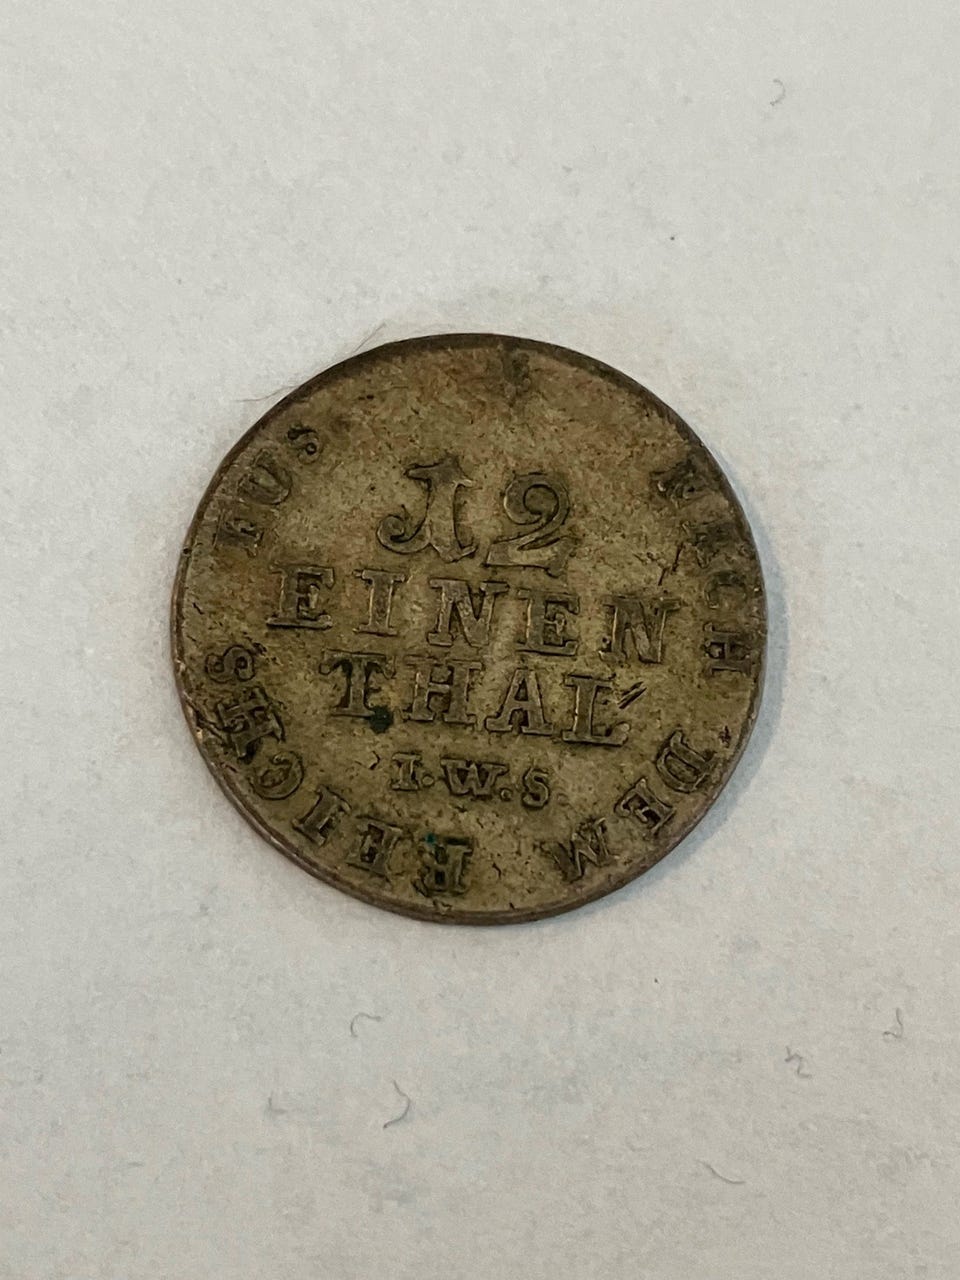 12
EINEN
THAL
I.W.S.
NACH DEM REICHS FUS